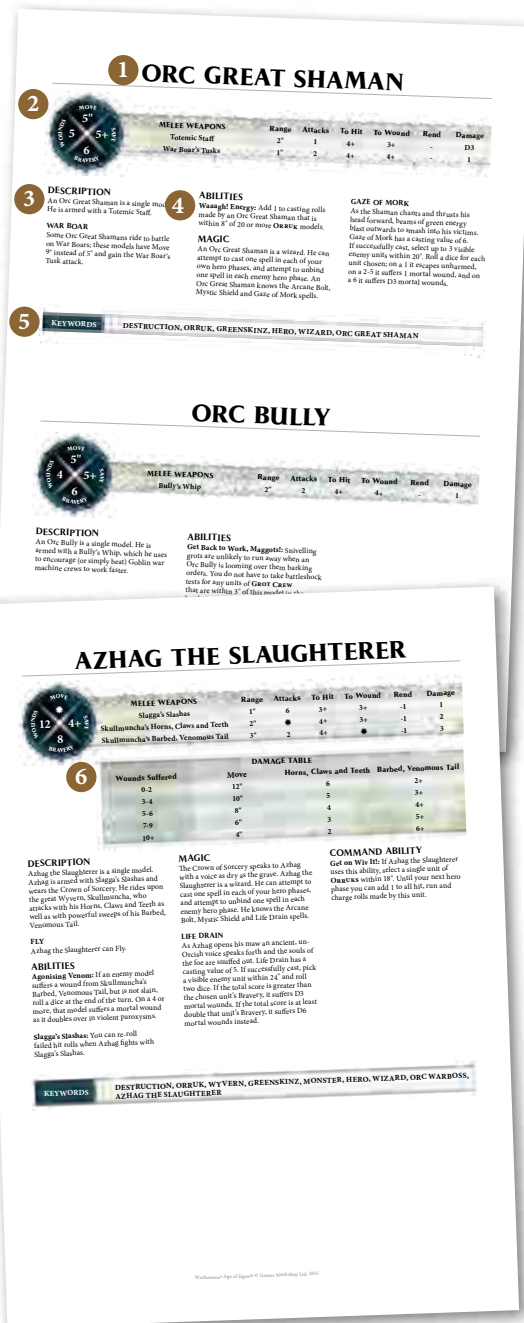 1 ORC GREAT SHAMAN
2
MOVE
5"
WOUNDS 5 5+ SAVE
6
BRAVERY
MELEE WEAPONS Range Attacks To Hit To Wound Rend Damage
Totemic Staff 2" 1 4+ 3+ - D3
War Boar's Tusks 1" 2 4+ 4+ - 1
3 DESCRIPTION
An Orc Great Shaman is a single
He is armed with a Totemic Staff.
WAR BOAR
Some Orc Great Shamans ride to battle
on War Boars; these models have Move
9" instead of 5" and gain the War Boar's
Tusk attack.
4 ABILITIES
Waaagh! Energy: Add 1 to casting rolls
made by an Orc Great Shaman that is
within 8" of 20 or more ORRUK models.
MAGIC
An Orc Great Shaman is a wizard. He can
attempt to cast one spell in each of your
own hero phases, and attempt to unbind
one spell in each enemy hero phase. An
Orc Great Shaman knows the Arcane Bolt,
Mystic Shield and Gaze of Mork spells.
GAZE OF MORK
As the Shaman chants and thrusts his
head forward, beams of green energy
blast outwards to smash into his victims.
Gaze of Mork has a casting value of 6.
If successfully cast, select up to 3 visible
enemy units within 20". Roll a dice for each
unit chosen; on a 1 it escapes unharmed,
on a 2-5 it suffers 1 mortal wound, and on
a 6 it suffers D3 mortal wounds.
5 KEYWORDS DESTRUCTION, ORRUK, GREENSKINZ, HERO, WIZARD, ORC GREAT SHAMAN
ORC BULLY
MOVE
5"
WOUNDS 4 5+ SAVE
6
BRAVERY
MELEE WEAPONS Range Attacks To Hit To Wound Rend Damage
Bully's Whip 2" 2 4+ 4+ - 1
DESCRIPTION
An Orc Bully is a single model. He is
armed with a Bully's Whip, which he uses
to encourage (or simply beat) Goblin war
machine crews to work faster.
ABILITIES
Get Back to Work, Maggots!: Snivelling
grots are unlikely to run away when an
Orc Bully is looming over them barking
orders. You do not have to take battleshock
tests for any units of GROT CREW
that are within 3" of this model in the
AZHAG THE SLAUGHTERER
MOVE
✹
WOUNDS 12 4+ SAVE
8
BRAVERY
MELEE WEAPONS Range Attacks To Hit To Wound Rend Damage
Slagga's Slashas 1" 6 3+ 3+ -1 1
Skullmuncha's Horns, Claws and Teeth 2" ✹ 4+ 3+ -1 2
Skullmuncha's Barbed, Venomous Tail 3" 2 4+ ✹ -1 3
6 DAMAGE TABLE
Wounds Suffered Move Horns, Claws and Teeth Barbed, Venomous Tail
0-2 12" 6 2+
3-4 10" 5 3+
5-6 8" 4 4+
7-9 6" 3 5+
10+ 4" 2 6+
DESCRIPTION
Azhag the Slaughterer is a single model.
Azhag is armed with Slagga's Slashas and
wears the Crown of Sorcery. He rides upon
the great Wyvern, Skullmuncha, who
attacks with his Horns, Claws and Teeth as
well as with powerful sweeps of his Barbed,
Venomous Tail.
FLY
Azhag the Slaughterer can Fly.
ABILITIES
Agonising Venom: If an enemy model
suffers a wound from Skullmuncha's
Barbed, Venomous Tail, but is not slain,
roll a dice at the end of the turn. On a 4 or
more, that model suffers a mortal wound
as it doubles over in violent paroxysms.
Slagga's Slashas: You can re-roll
failed hit rolls when Azhag fights with
Slagga's Slashas.
MAGIC
The Crown of Sorcery speaks to Azhag
with a voice as dry as the grave. Azhag the
Slaugherer is a wizard. He can attempt to
cast one spell in each of your hero phases,
and attempt to unbind one spell in each
enemy hero phase. He knows the Arcane
Bolt, Mystic Shield and Life Drain spells.
LIFE DRAIN
As Azhag opens his maw an ancient, un-
Orcish voice speaks forth and the souls of
the foe are snuffed out. Life Drain has a
casting value of 5. If successfully cast, pick
a visible enemy unit within 24" and roll
two dice. If the total score is greater than
the chosen unit's Bravery, it suffers D3
mortal wounds. If the total score is at least
double that unit's Bravery, it suffers D6
mortal wounds instead.
COMMAND ABILITY
Get on Wiv It!: If Azhag the Slaughterer
uses this ability, select a single unit of
ORRUKS within 18". Until your next hero
phase you can add 1 to all hit, run and
charge rolls made by this unit.
KEYWORDS DESTRUCTION, ORRUK, WYVERN, GREENSKINZ, MONSTER, HERO, WIZARD, ORC WARBOSS,
AZHAG THE SLAUGHTERER
Warhammer Age of Sigmar © Games Workshop Ltd. 2015